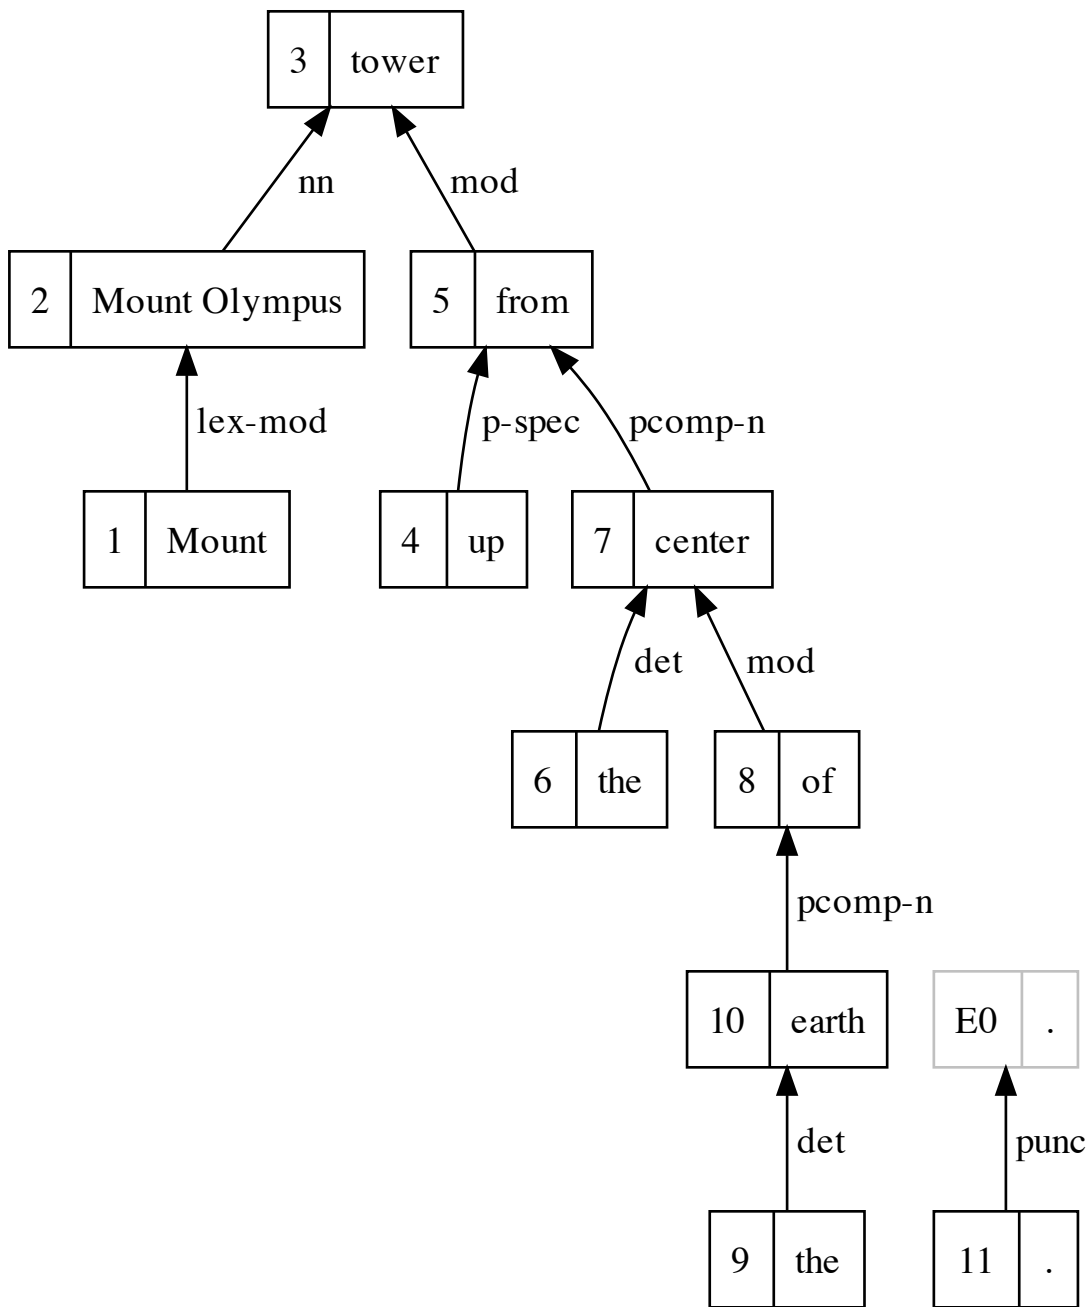 3 tower
nn mod
2 Mount Olympus 5 from
lex-mod p-spec pcomp-n
1 Mount 4 up 7 center
det mod
6 the 8 of
pcomp-n
10 earth E0 .
det punc
9 the 11 .